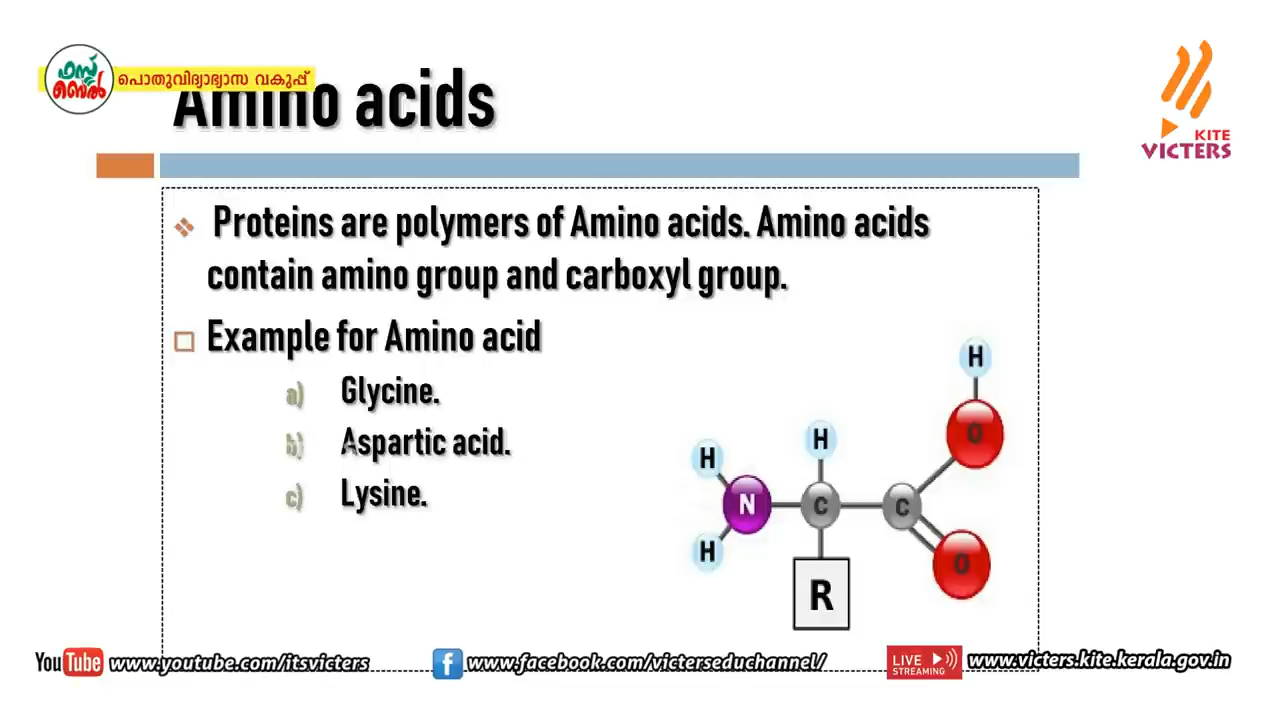 ഫസ്റ്റ്
ബെൽ
പൊതുവിദ്യാഭ്യാസ വകുപ്പ്
Amino acids
KITE
VICTERS
Proteins are polymers of Amino acids. Amino acids
contain amino group and carboxyl group.
Example for Amino acid
a) Glycine.
b) Aspartic acid.
c) Lysine.
H
O
H
H
N
C
C
H
O
R
YouTube www.youtube.com/itsvicters
f www.facebook.com/victerseduchannel/
LIVE
STREAMING
www.victers.kite.kerala.gov.in